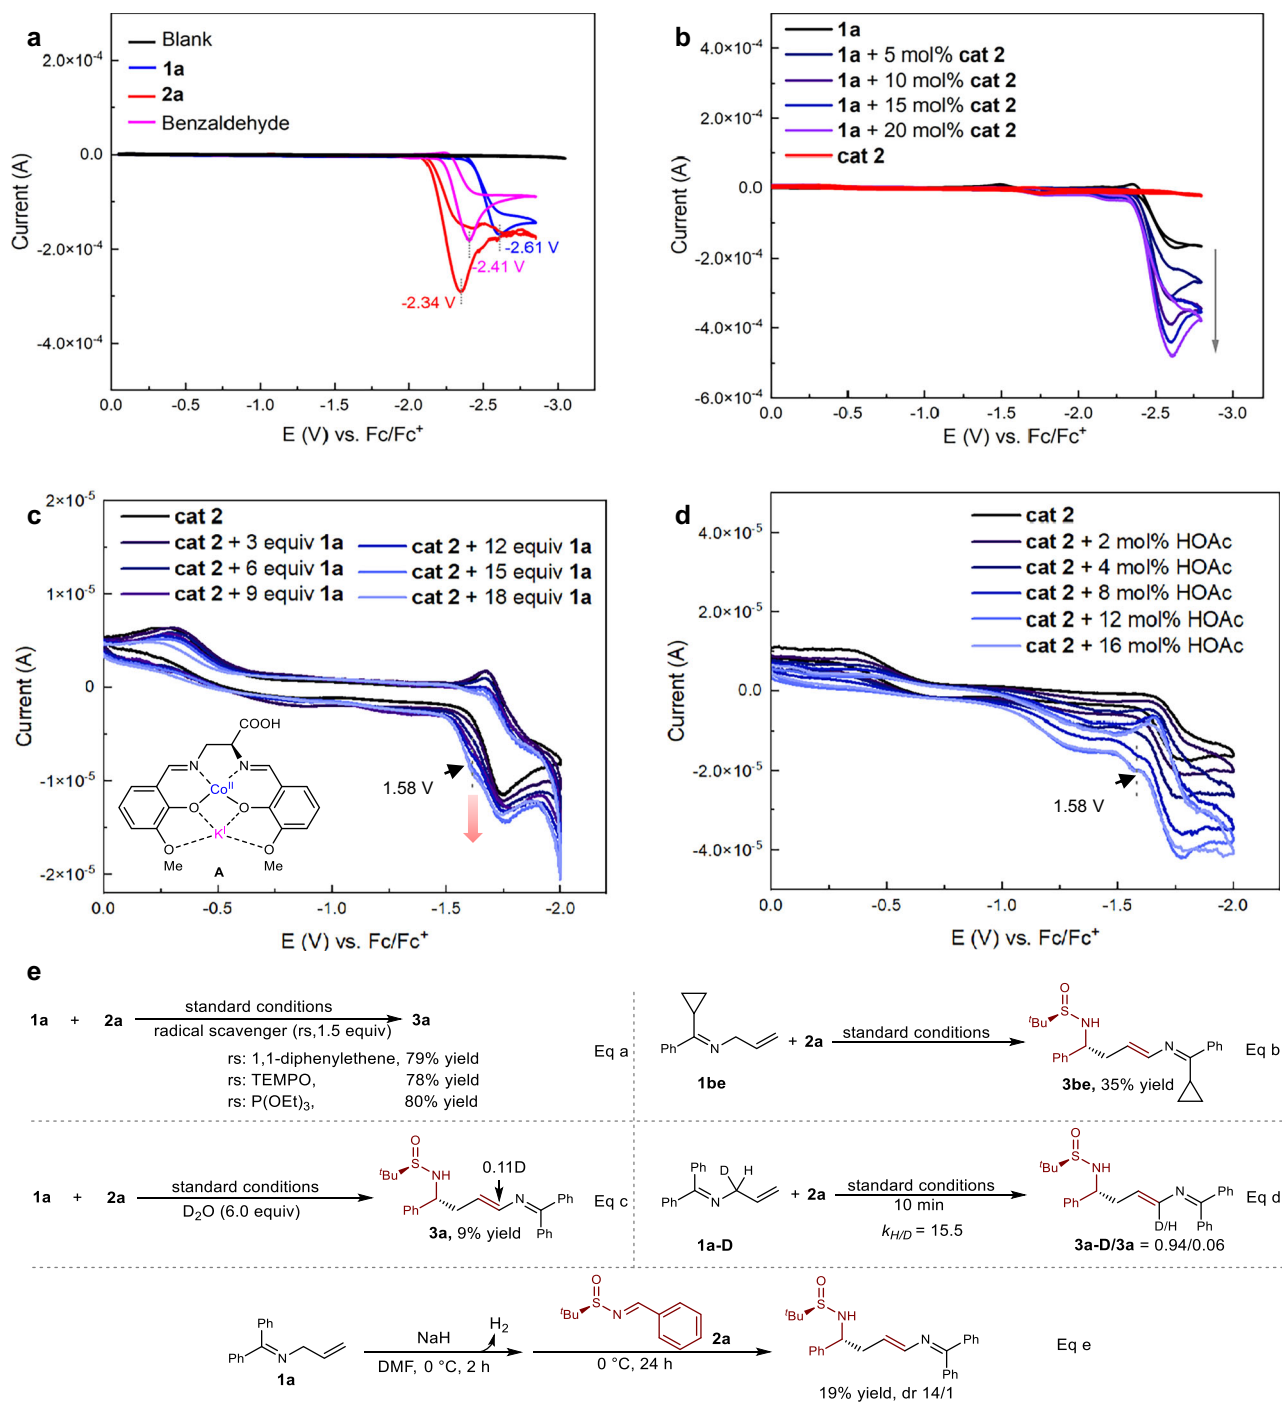 a
Blank
1a
2a
Benzaldehyde
2.0×10⁻⁴
0.0
-2.0×10⁻⁴
-4.0×10⁻⁴
Current (A)
-2.61 V
-2.41 V
-2.34 V
0.0 -0.5 -1.0 -1.5 -2.0 -2.5 -3.0
E (V) vs. Fc/Fc⁺
b
1a
1a + 5 mol% cat 2
1a + 10 mol% cat 2
1a + 15 mol% cat 2
1a + 20 mol% cat 2
cat 2
4.0×10⁻⁴
2.0×10⁻⁴
0.0
-2.0×10⁻⁴
-4.0×10⁻⁴
-6.0×10⁻⁴
Current (A)
0.0 -0.5 -1.0 -1.5 -2.0 -2.5 -3.0
E (V) vs. Fc/Fc⁺
c
cat 2
cat 2 + 3 equiv 1a
cat 2 + 6 equiv 1a
cat 2 + 9 equiv 1a
cat 2 + 12 equiv 1a
cat 2 + 15 equiv 1a
cat 2 + 18 equiv 1a
2×10⁻⁵
1×10⁻⁵
0
-1×10⁻⁵
-2×10⁻⁵
Current (A)
COOH
N N
Coᴵᴵ
O O
Kᴵ
O O
Me Me
A
1.58 V
0.0 -0.5 -1.0 -1.5 -2.0
E (V) vs. Fc/Fc⁺
d
cat 2
cat 2 + 2 mol% HOAc
cat 2 + 4 mol% HOAc
cat 2 + 8 mol% HOAc
cat 2 + 12 mol% HOAc
cat 2 + 16 mol% HOAc
4.0×10⁻⁵
2.0×10⁻⁵
0.0
-2.0×10⁻⁵
-4.0×10⁻⁵
Current (A)
1.58 V
0.0 -0.5 -1.0 -1.5 -2.0
E (V) vs. Fc/Fc⁺
e
1a + 2a standard conditions 3a
radical scavenger (rs,1.5 equiv)
rs: 1,1-diphenylethene, 79% yield
rs: TEMPO, 78% yield
rs: P(OEt)₃, 80% yield
Eq a
Ph N
1be
+ 2a standard conditions
O
S NH
ᵗBu
Ph N Ph
3be, 35% yield
Eq b
1a + 2a standard conditions
D₂O (6.0 equiv)
O
S NH
ᵗBu
0.11D
Ph N Ph
Ph
3a, 9% yield
Eq c
Ph D H
Ph N
1a-D
+ 2a standard conditions
10 min
k_H/D = 15.5
O
S NH
ᵗBu
Ph N Ph
D/H Ph
3a-D/3a = 0.94/0.06
Eq d
Ph
Ph N
1a
NaH
H₂
DMF, 0 °C, 2 h
O
S N
ᵗBu
2a
0 °C, 24 h
O
S NH
ᵗBu
Ph N Ph
Ph
19% yield, dr 14/1
Eq e